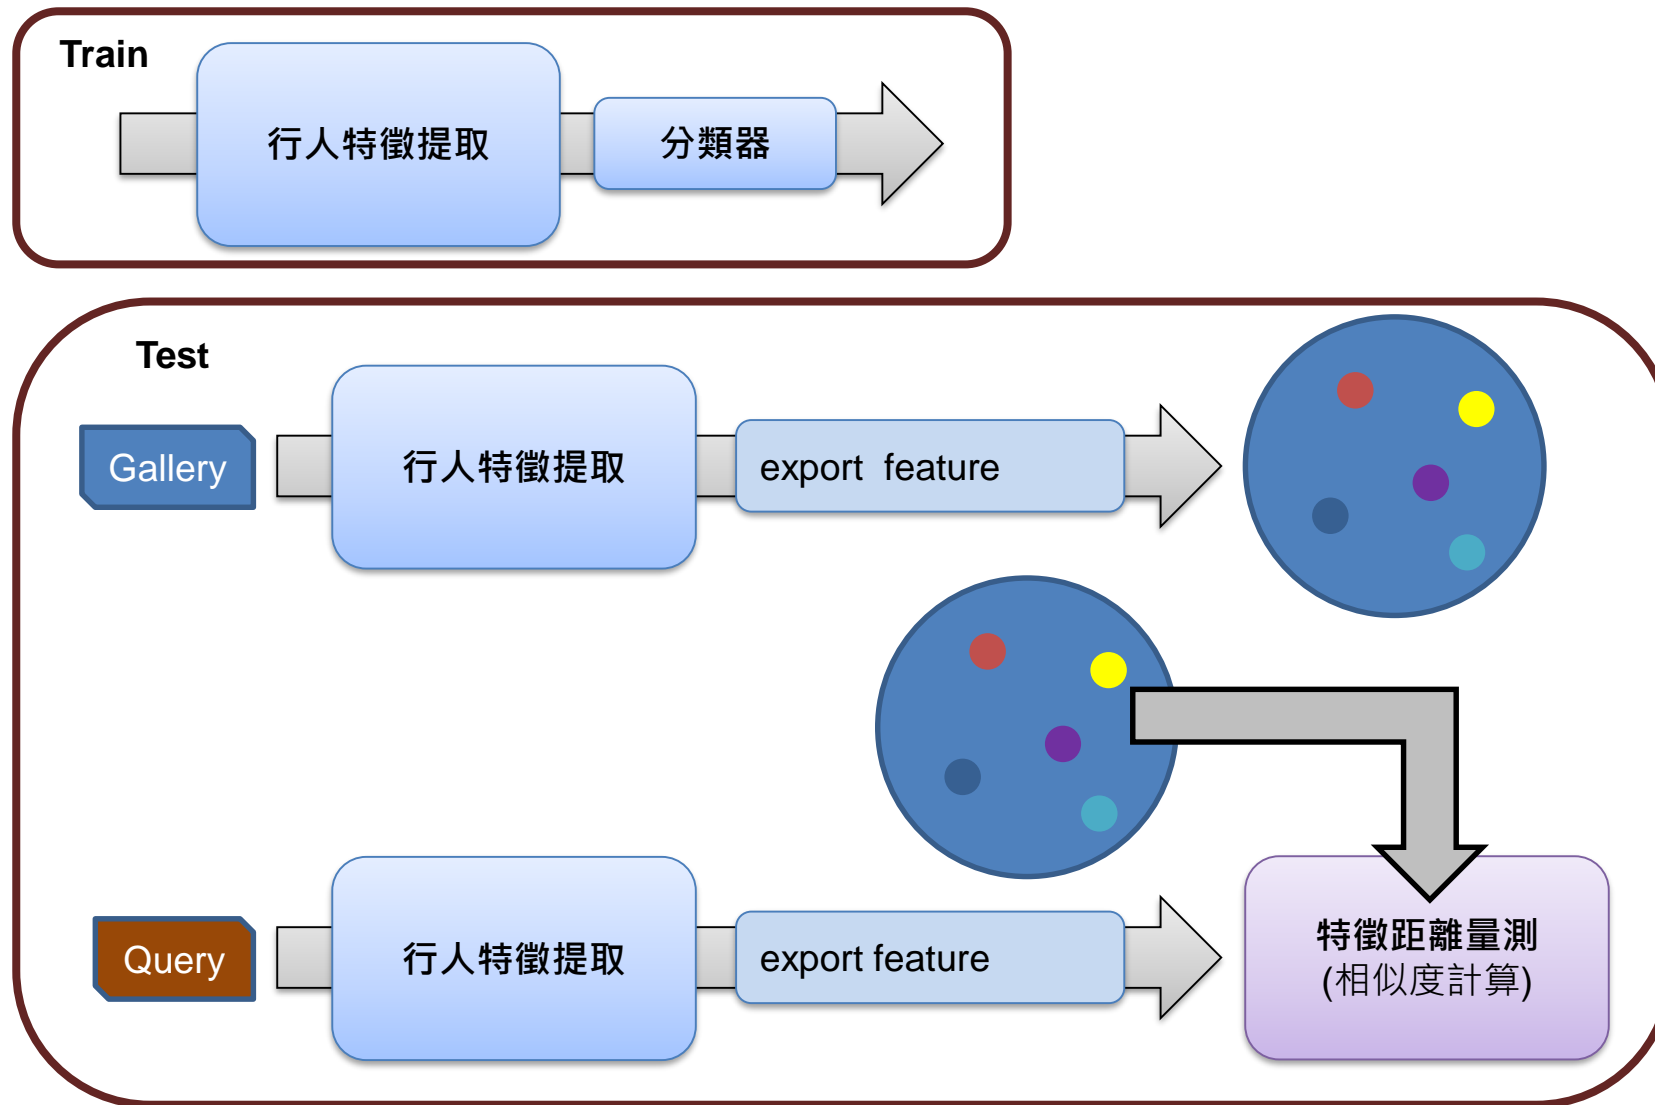 Train
行人特徵提取
分類器
Test
Gallery
行人特徵提取
export feature
Query
行人特徵提取
export feature
特徵距離量測
(相似度計算)